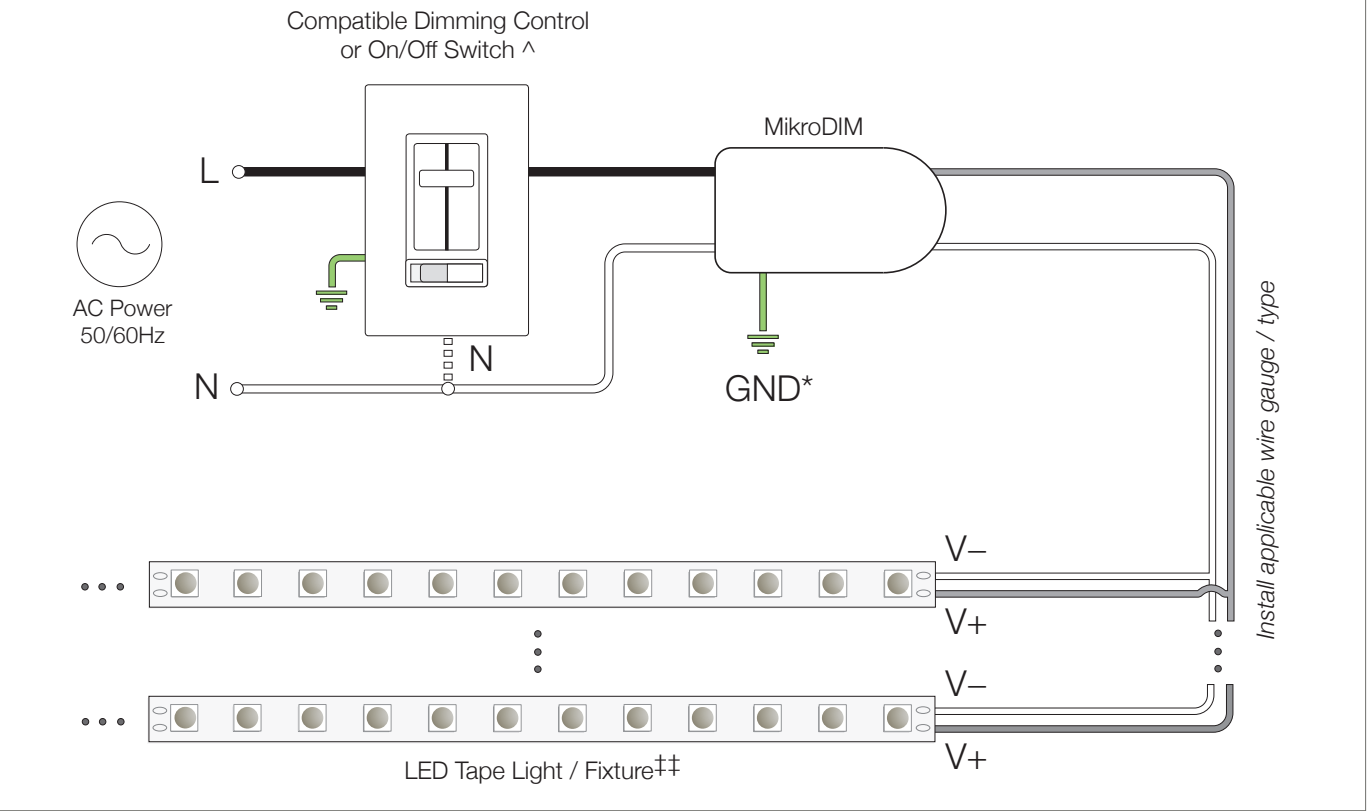 Compatible Dimming Control
or On/Off Switch ^
MikroDIM
L
AC Power
50/60Hz
N
N
GND*
Install applicable wire gauge / type
V–
V+
V–
V+
LED Tape Light / Fixture‡‡